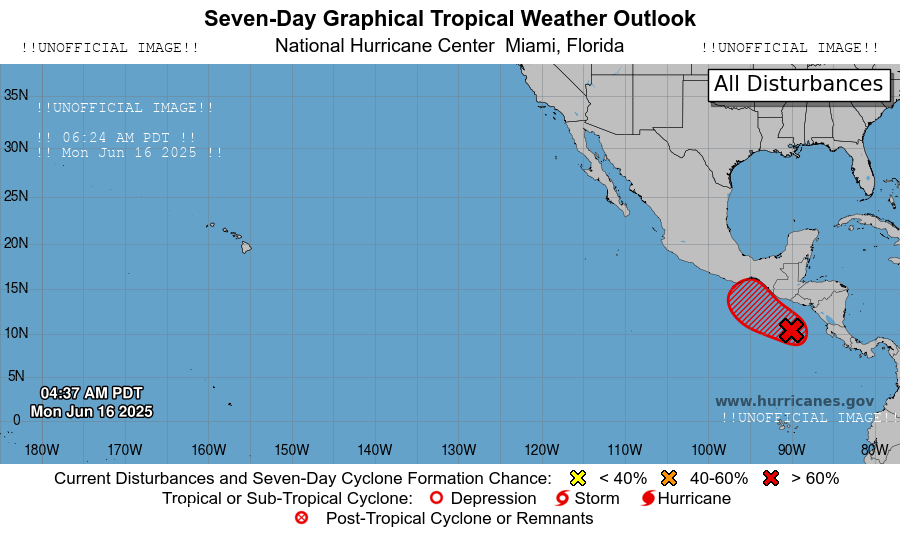 Seven-Day Graphical Tropical Weather Outlook
!!UNOFFICIAL IMAGE!!
National Hurricane Center Miami, Florida
!!UNOFFICIAL IMAGE!!
All Disturbances
35N
!!UNOFFICIAL IMAGE!!
!! 06:24 AM PDT !!
30N
!! Mon Jun 16 2025 !!
25N
20N
15N
10N
5N
04:37 AM PDT
Mon Jun 16 2025
www.hurricanes.gov
!!UNOFFICIAL IMAGE!!
0
180W 170W 160W 150W 140W 130W 120W 110W 100W 90W 80W
Current Disturbances and Seven-Day Cyclone Formation Chance: < 40% 40-60% > 60%
Tropical or Sub-Tropical Cyclone: Depression Storm Hurricane
Post-Tropical Cyclone or Remnants